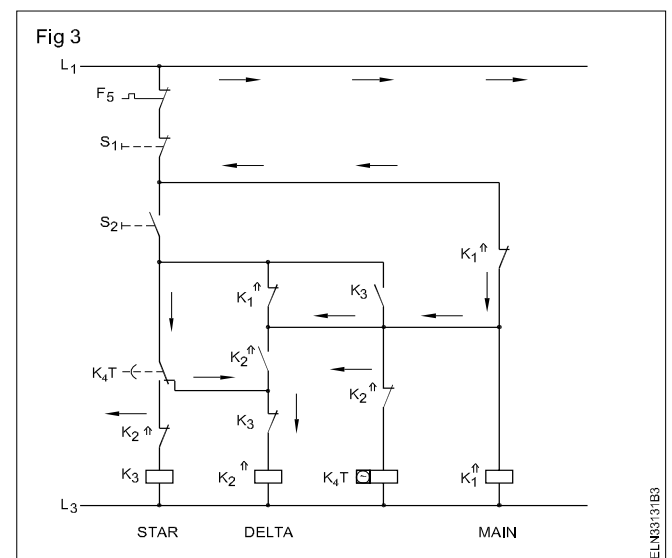 Fig 3
L1
F5
S1
S2
K1
K1
K3
K2
K4T
K2
K2
K3
K3
K2
K4T
K1
L3
STAR DELTA MAIN
ELN33131B3